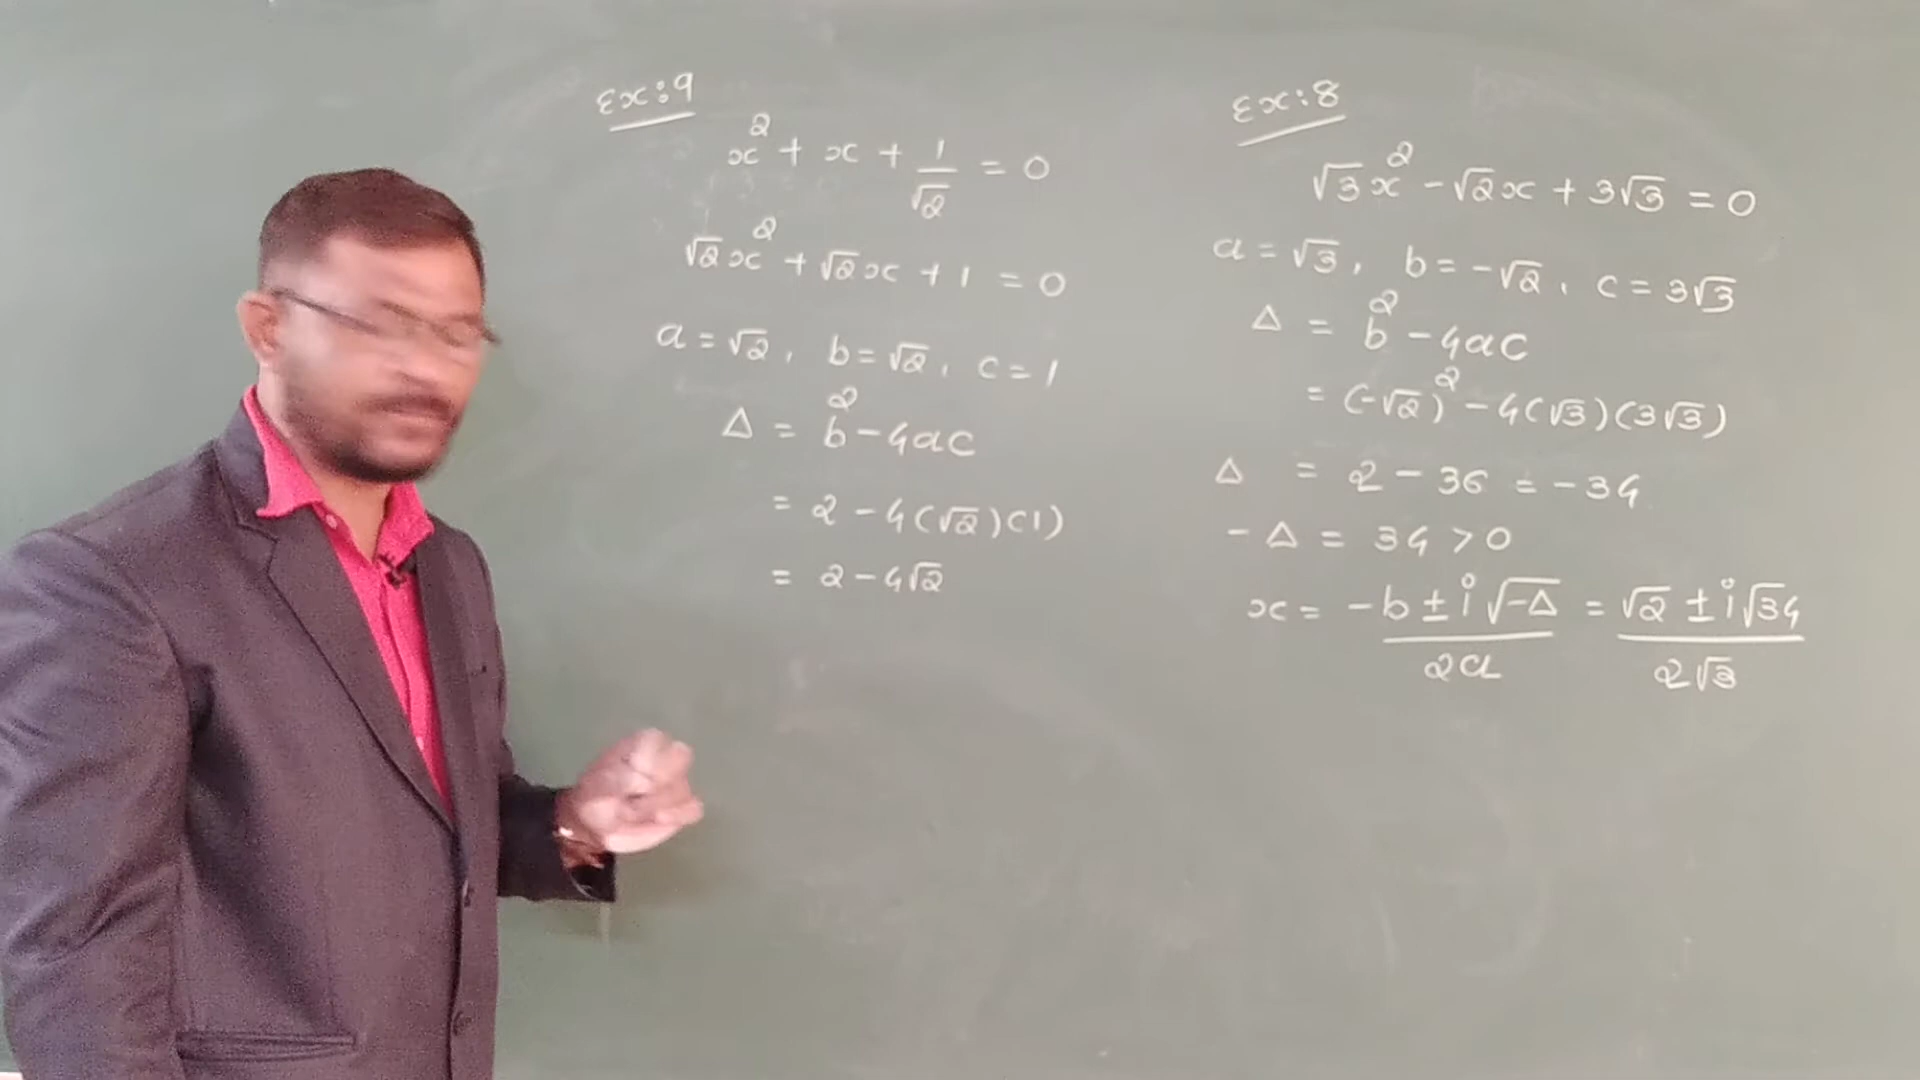 Ex:9
x² + x + 1/√2 = 0
√2x² + √2x + 1 = 0
a = √2, b = √2, c = 1
Δ = b² - 4ac
= 2 - 4(√2)(1)
= 2 - 4√2
Ex:8
√3x² - √2x + 3√3 = 0
a = √3, b = -√2, c = 3√3
Δ = b² - 4ac
= (-√2)² - 4(√3)(3√3)
Δ = 2 - 36 = -34
-Δ = 34 > 0
x = -b ± i√-Δ / 2a = √2 ± i√34 / 2√3